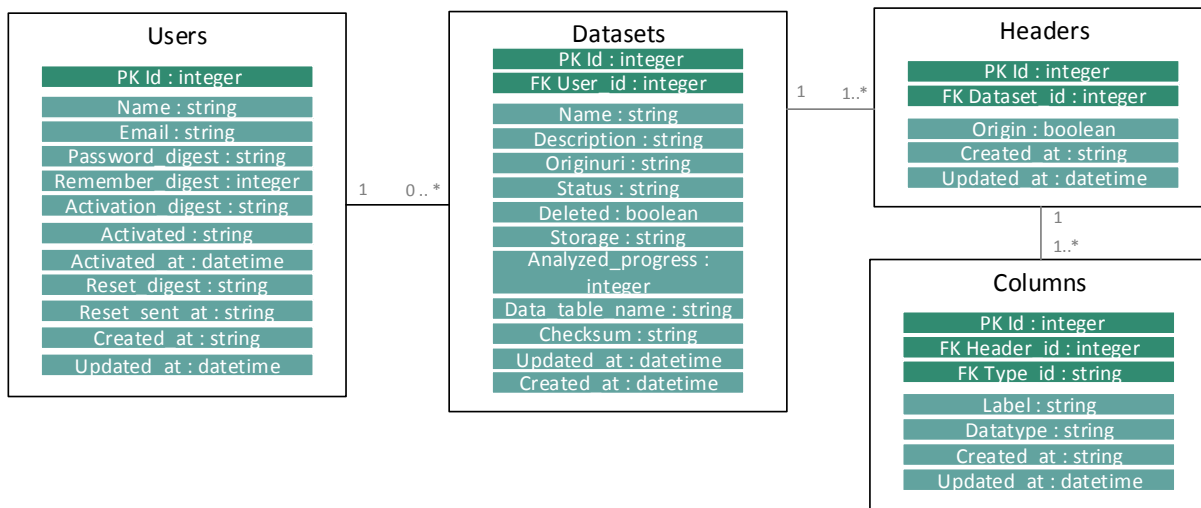 Users
PK Id : integer
Name : string
Email : string
Password_digest : string
Remember_digest : integer
Activation_digest : string
Activated : string
Activated_at : datetime
Reset_digest : string
Reset_sent_at : string
Created_at : string
Updated_at : datetime
1
0..*
Datasets
PK Id : integer
FK User_id : integer
Name : string
Description : string
Originuri : string
Status : string
Deleted : boolean
Storage : string
Analyzed_progress :
integer
Data_table_name : string
Checksum : string
Updated_at : datetime
Created_at : datetime
1
1..*
Headers
PK Id : integer
FK Dataset_id : integer
Origin : boolean
Created_at : string
Updated_at : datetime
1
1..*
Columns
PK Id : integer
FK Header_id : integer
FK Type_id : string
Label : string
Datatype : string
Created_at : string
Updated_at : datetime